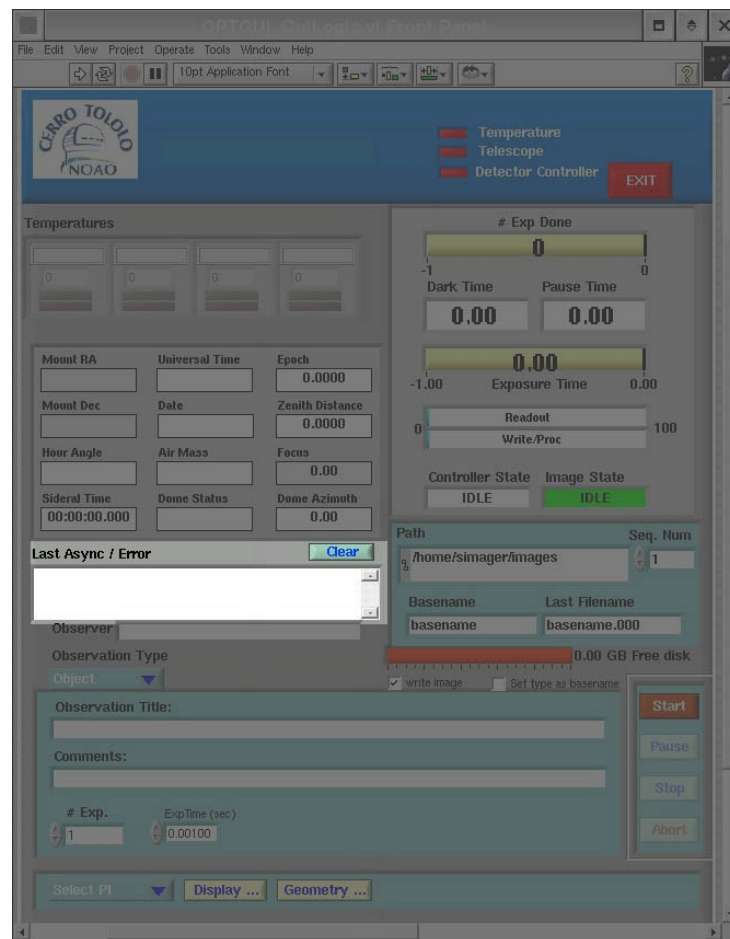 OPTGUI_GuiLogic.vi Front Panel
File Edit View Project Operate Tools Window Help
10pt Application Font
?
CERRO TOLOLO
NOAO
Temperature
Telescope
Detector Controller
EXIT
Temperatures
0 0 0 0
# Exp Done
0
-1 0
Dark Time Pause Time
0.00 0.00
0.00
-1.00 Exposure Time 0.00
Readout
0 100
Write/Proc
Controller State Image State
IDLE IDLE
Mount RA Universal Time Epoch
0.0000
Mount Dec Date Zenith Distance
0.0000
Hour Angle Air Mass Focus
0.00
Sideral Time Dome Status Dome Azimuth
00:00:00.000 0.00
Last Async / Error Clear
Path Seq. Num
/home/simager/images 1
Basename Last Filename
basename basename.000
Observer
Observation Type
0.00 GB Free disk
Object
write image Set type as basename
Observation Title:
Comments:
# Exp. ExpTime (sec)
1 0.00100
Start
Pause
Stop
Abort
Select PI Display ... Geometry ...